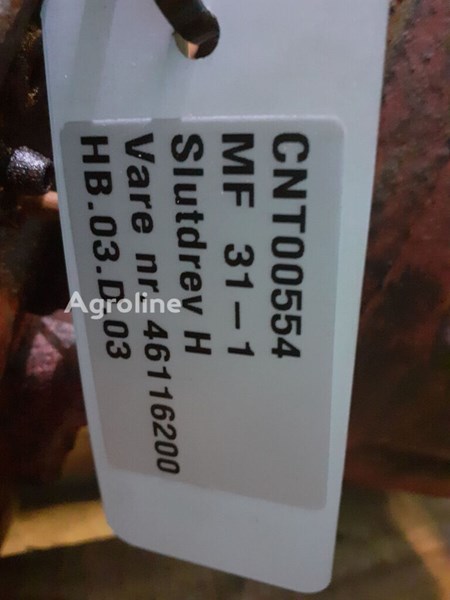 CNT00554
MF 31-1
Slutdrev H
Vare nr. 46116200
HB.03.D.03
Agroline